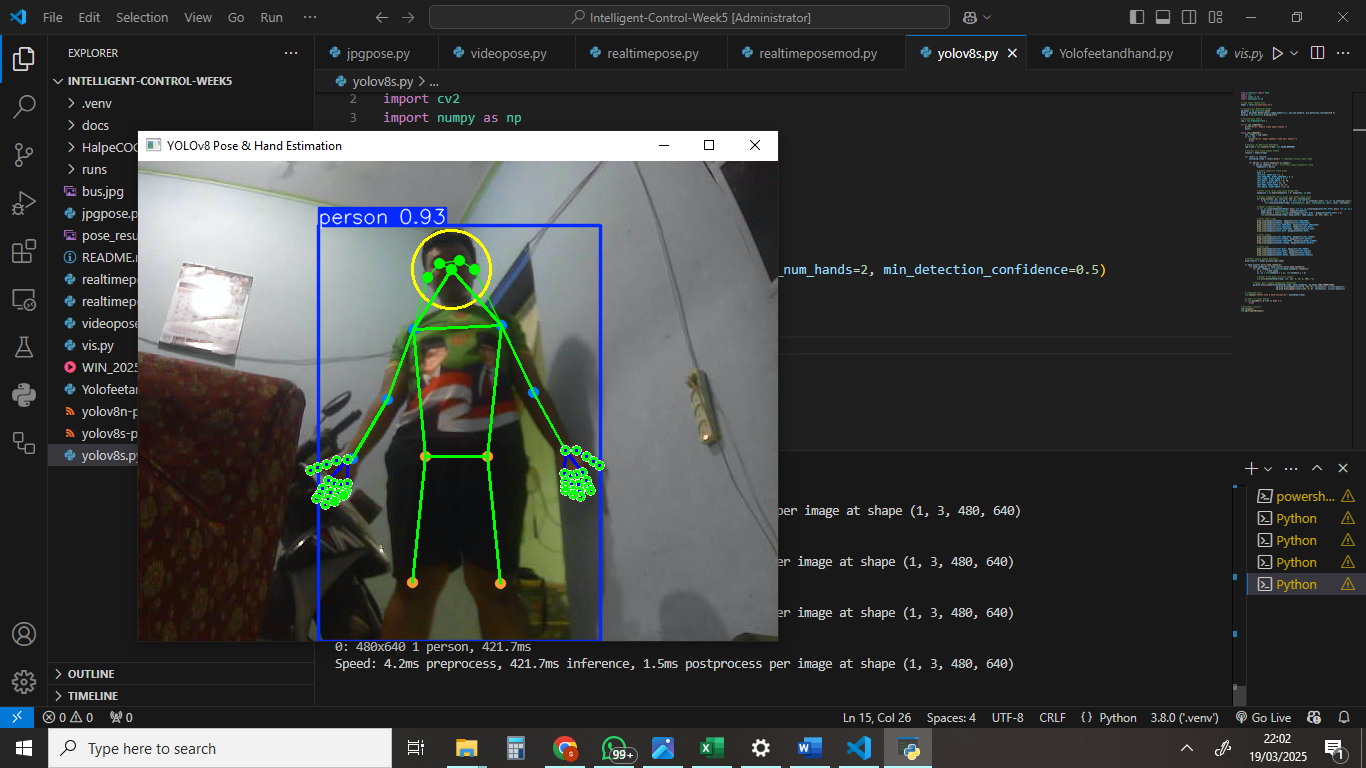 File Edit Selection View Go Run ··· Intelligent-Control-Week5 [Administrator]
EXPLORER ···
jpgpose.py videopose.py realtimepose.py realtimeposemod.py yolov8s.py Yolofeetandhand.py vis.py
INTELLIGENT-CONTROL-WEEK5
yolov8s.py > ...
.venv
docs
HalpeCOC
runs
bus.jpg
jpgpose.p
pose_resu
README.
realtimepo
realtimepo
videopose
vis.py
WIN_2025
Yolofeetan
yolov8n-p
yolov8s-p
yolov8s.py
OUTLINE
TIMELINE
2 import cv2
3 import numpy as np
YOLOv8 Pose & Hand Estimation
person 0.93
_num_hands=2, min_detection_confidence=0.5)
per image at shape (1, 3, 480, 640)
per image at shape (1, 3, 480, 640)
per image at shape (1, 3, 480, 640)
0: 480x640 1 person, 421.7ms
Speed: 4.2ms preprocess, 421.7ms inference, 1.5ms postprocess per image at shape (1, 3, 480, 640)
powersh...
Python
Python
Python
Python
0 0 0 Ln 15, Col 26 Spaces: 4 UTF-8 CRLF {} Python 3.8.0 ('.venv') Go Live
Type here to search
99+
22:02
19/03/2025
1